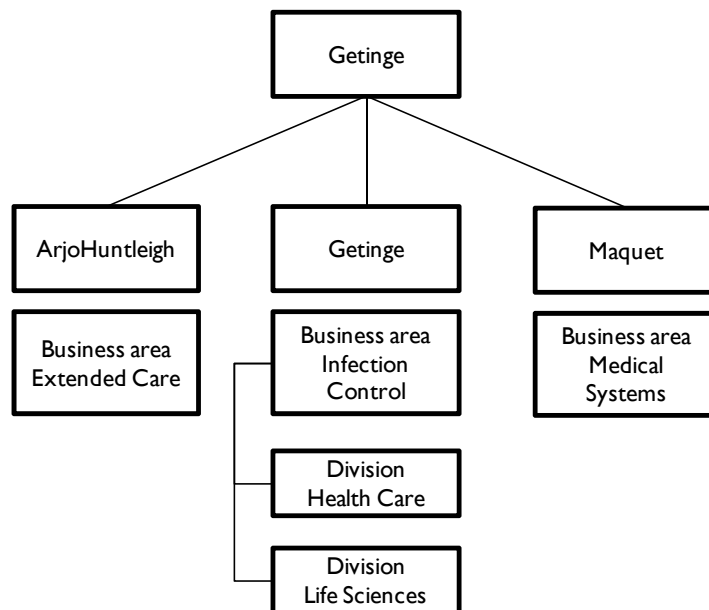 Getinge
ArjoHuntleigh
Getinge
Maquet
Business area
Extended Care
Business area
Infection
Control
Business area
Medical
Systems
Division
Health Care
Division
Life Sciences